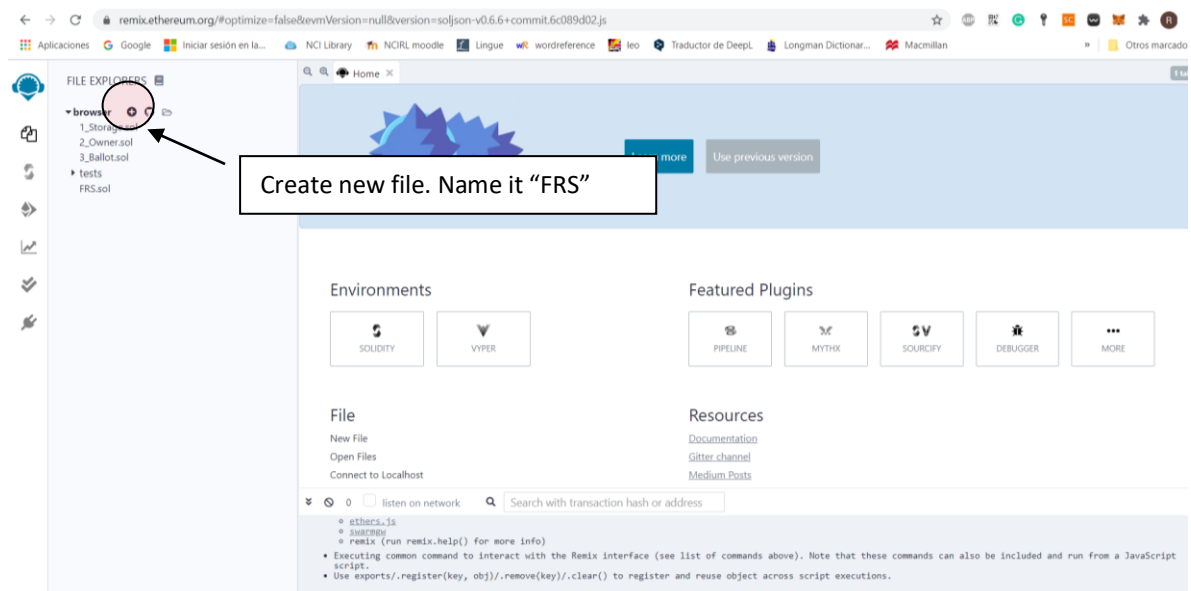 remix.ethereum.org/#optimize=false&evmVersion=null&version=soljson-v0.6.6+commit.6c089d02.js
Aplicaciones Google Iniciar sesión en la... NCI Library NCIRL moodle Lingue wordreference leo Traductor de DeepL Longman Dictionar... Macmillan » Otros marcado
FILE EXPLORERS
Home ×
browser
1_Storage.sol
2_Owner.sol
3_Ballot.sol
tests
FRS.sol
more
Use previous version
Create new file. Name it “FRS”
Environments
Featured Plugins
SOLIDITY
VYPER
PIPELINE
MYTHX
SOURCIFY
DEBUGGER
MORE
File
Resources
New File
Documentation
Open Files
Gitter channel
Connect to Localhost
Medium Posts
0 listen on network Search with transaction hash or address
ethers.js
swarmgw
remix (run remix.help() for more info)
• Executing common command to interact with the Remix interface (see list of commands above). Note that these commands can also be included and run from a JavaScript
script.
• Use exports/.register(key, obj)/.remove(key)/.clear() to register and reuse object across script executions.